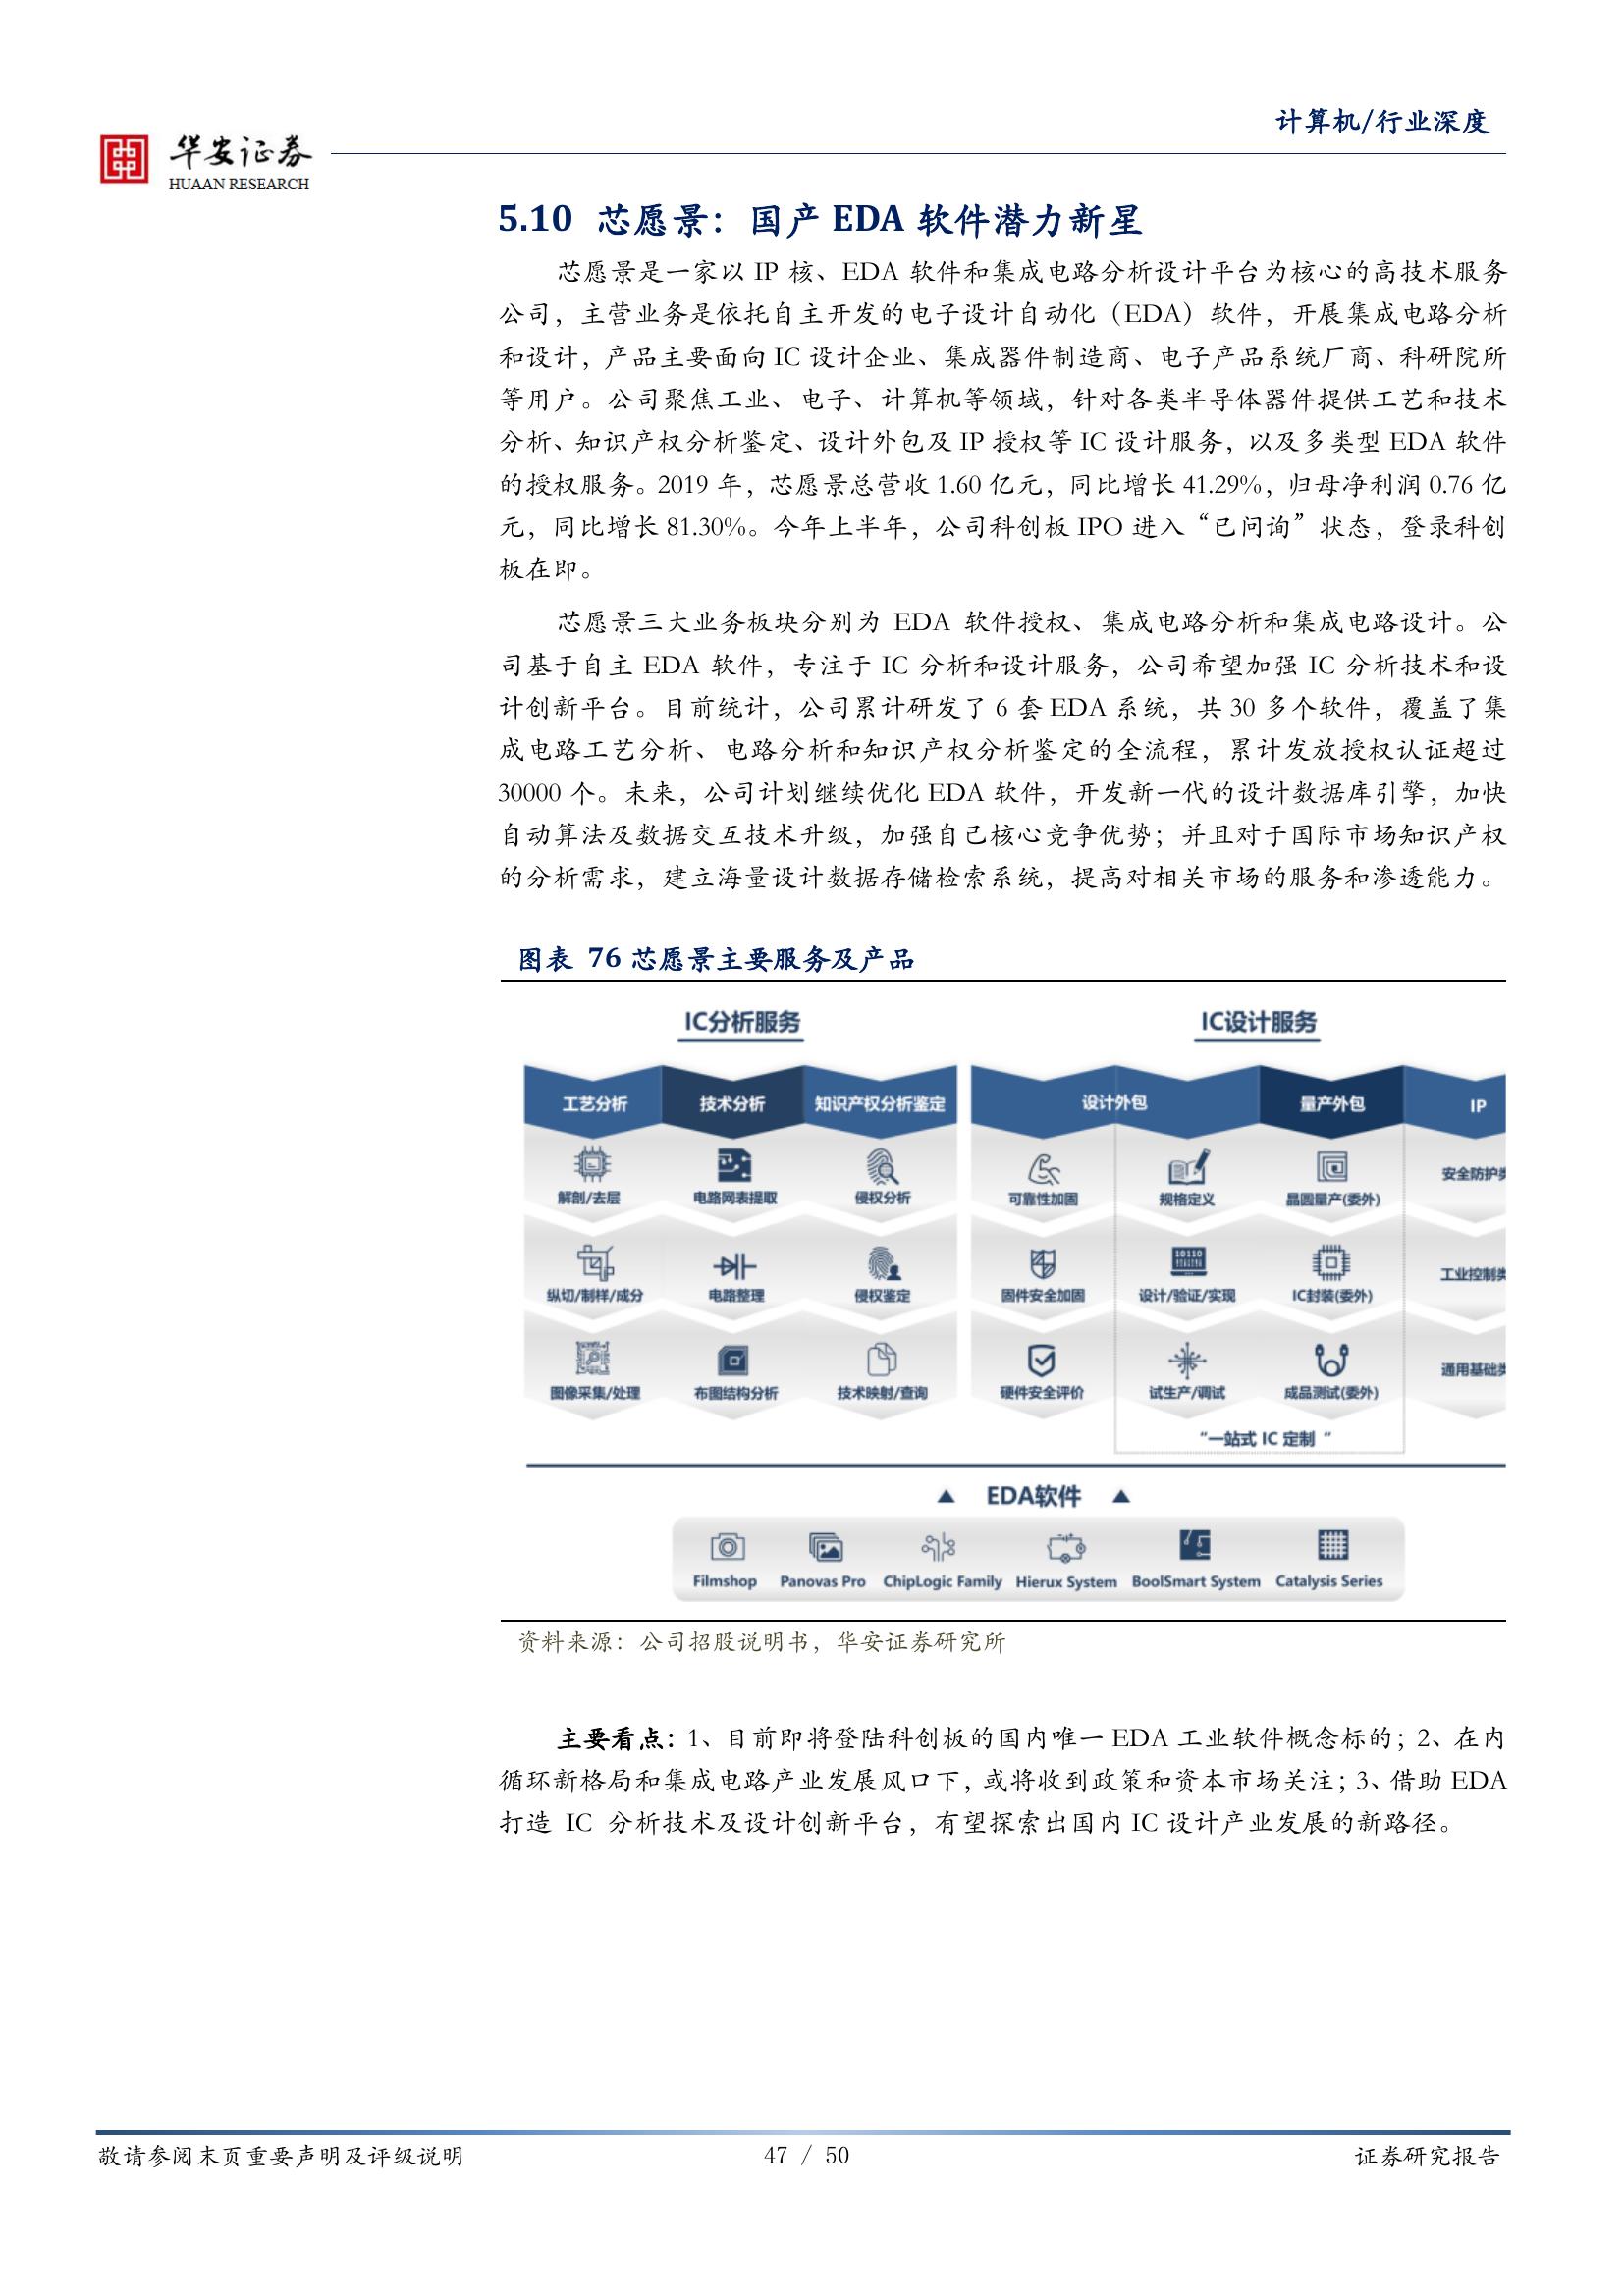 计算机/行业深度
华安证券
HUAAN RESEARCH
5.10 芯愿景：国产 EDA 软件潜力新星
芯愿景是一家以 IP 核、EDA 软件和集成电路分析设计平台为核心的高技术服务
公司，主营业务是依托自主开发的电子设计自动化（EDA）软件，开展集成电路分析
和设计，产品主要面向 IC 设计企业、集成器件制造商、电子产品系统厂商、科研院所
等用户。公司聚焦工业、电子、计算机等领域，针对各类半导体器件提供工艺和技术
分析、知识产权分析鉴定、设计外包及 IP 授权等 IC 设计服务，以及多类型 EDA 软件
的授权服务。2019 年，芯愿景总营收 1.60 亿元，同比增长 41.29%，归母净利润 0.76 亿
元，同比增长 81.30%。今年上半年，公司科创板 IPO 进入“已问询”状态，登录科创
板在即。
芯愿景三大业务板块分别为 EDA 软件授权、集成电路分析和集成电路设计。公
司基于自主 EDA 软件，专注于 IC 分析和设计服务，公司希望加强 IC 分析技术和设
计创新平台。目前统计，公司累计研发了 6 套 EDA 系统，共 30 多个软件，覆盖了集
成电路工艺分析、电路分析和知识产权分析鉴定的全流程，累计发放授权认证超过
30000 个。未来，公司计划继续优化 EDA 软件，开发新一代的设计数据库引擎，加快
自动算法及数据交互技术升级，加强自己核心竞争优势；并且对于国际市场知识产权
的分析需求，建立海量设计数据存储检索系统，提高对相关市场的服务和渗透能力。
图表 76 芯愿景主要服务及产品
IC分析服务 IC设计服务
工艺分析 技术分析 知识产权分析鉴定 设计外包 量产外包 IP
解剖/去层 电路网表提取 侵权分析 可靠性加固 规格定义 晶圆量产(委外) 安全防护类
纵切/制样/成分 电路整理 侵权鉴定 固件安全加固 设计/验证/实现 IC封装(委外) 工业控制类
图像采集/处理 布图结构分析 技术映射/查询 硬件安全评价 试生产/调试 成品测试(委外) 通用基础类
“一站式 IC 定制 “
▲ EDA软件 ▲
Filmshop Panovas Pro ChipLogic Family Hierux System BoolSmart System Catalysis Series
资料来源：公司招股说明书，华安证券研究所
主要看点：1、目前即将登陆科创板的国内唯一 EDA 工业软件概念标的；2、在内
循环新格局和集成电路产业发展风口下，或将收到政策和资本市场关注；3、借助 EDA
打造 IC 分析技术及设计创新平台，有望探索出国内 IC 设计产业发展的新路径。
敬请参阅末页重要声明及评级说明 47 / 50 证券研究报告